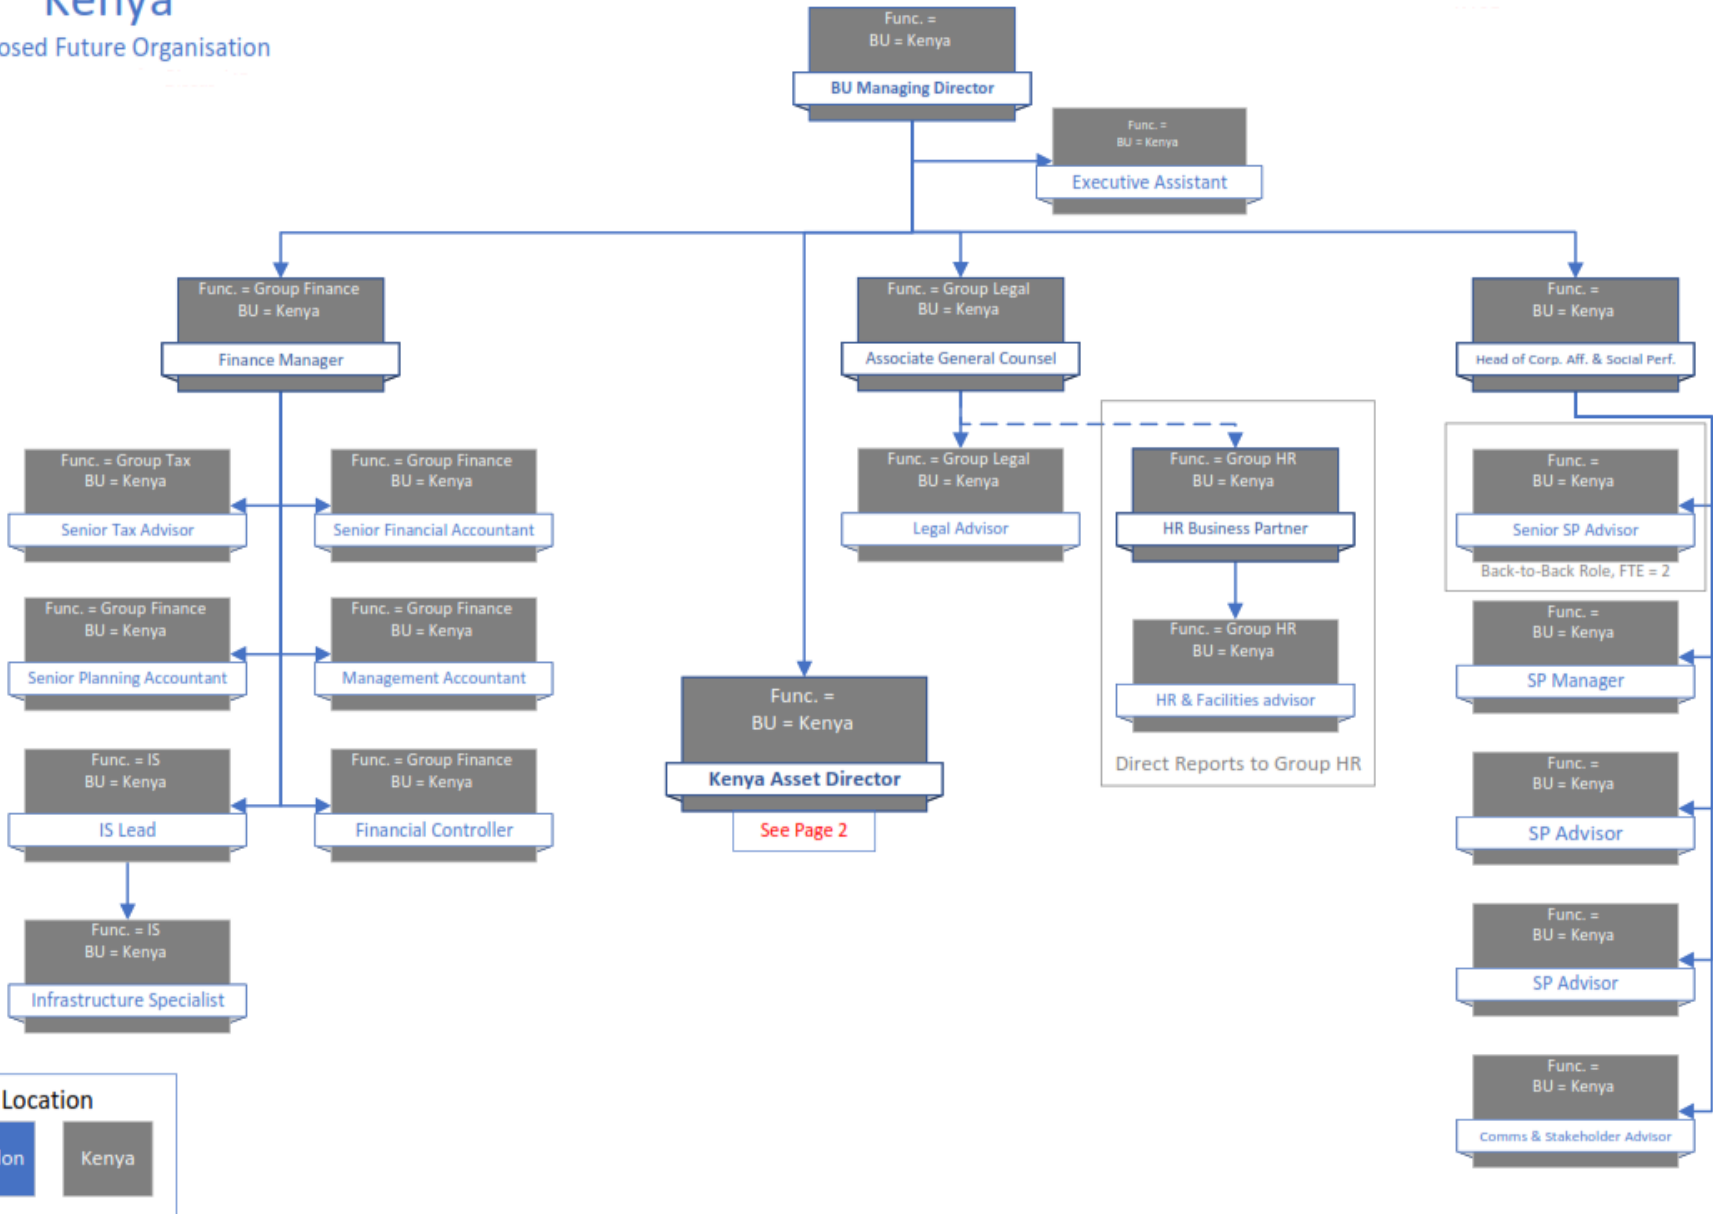 Kenya
osed Future Organisation
Func. =
BU = Kenya
BU Managing Director
Func. =
BU = Kenya
Executive Assistant
Func. = Group Finance
BU = Kenya
Finance Manager
Func. = Group Legal
BU = Kenya
Associate General Counsel
Func. =
BU = Kenya
Head of Corp. Aff. & Social Perf.
Func. = Group Tax
BU = Kenya
Senior Tax Advisor
Func. = Group Finance
BU = Kenya
Senior Financial Accountant
Func. = Group Legal
BU = Kenya
Legal Advisor
Func. = Group HR
BU = Kenya
HR Business Partner
Func. =
BU = Kenya
Senior SP Advisor
Back-to-Back Role, FTE = 2
Func. = Group Finance
BU = Kenya
Senior Planning Accountant
Func. = Group Finance
BU = Kenya
Management Accountant
Func. = Group HR
BU = Kenya
HR & Facilities advisor
Direct Reports to Group HR
Func. =
BU = Kenya
SP Manager
Func. =
BU = Kenya
Kenya Asset Director
See Page 2
Func. = IS
BU = Kenya
IS Lead
Func. = Group Finance
BU = Kenya
Financial Controller
Func. =
BU = Kenya
SP Advisor
Func. = IS
BU = Kenya
Infrastructure Specialist
Func. =
BU = Kenya
SP Advisor
Func. =
BU = Kenya
Comms & Stakeholder Advisor
Location
on
Kenya